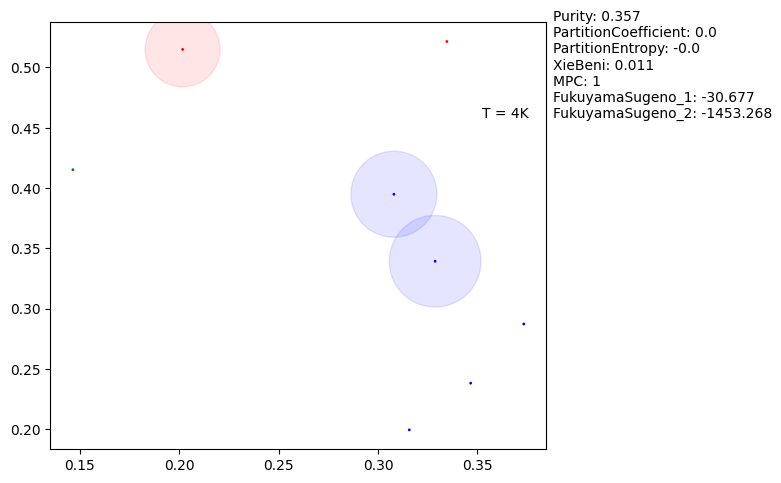 Purity: 0.357
PartitionCoefficient: 0.0
PartitionEntropy: -0.0
XieBeni: 0.011
MPC: 1
FukuyamaSugeno_1: -30.677
FukuyamaSugeno_2: -1453.268
T = 4K
0.50
0.45
0.40
0.35
0.30
0.25
0.20
0.15
0.20
0.25
0.30
0.35